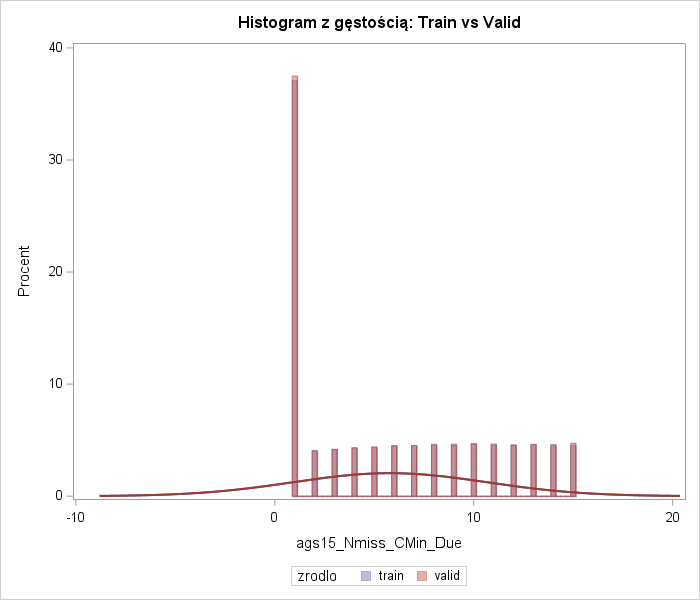 Histogram z gęstością: Train vs Valid
40
30
20
10
0
Procent
-10
0
10
20
ags15_Nmiss_CMin_Due
zrodlo train valid